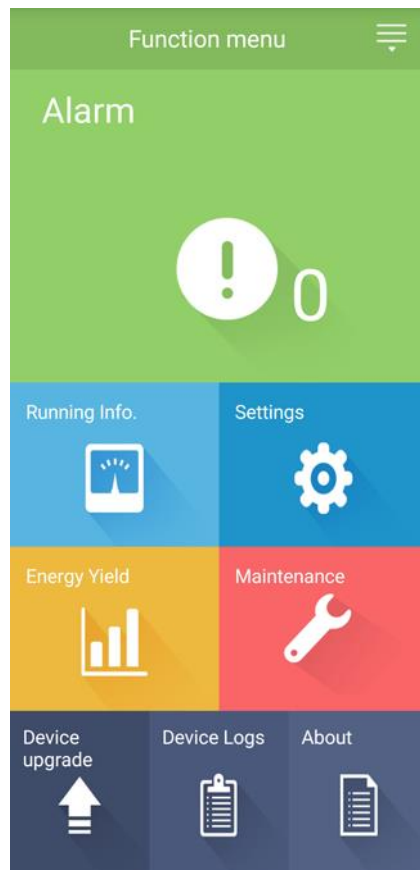 Function menu
Alarm
0
Running Info.
Settings
Energy Yield
Maintenance
Device
upgrade
Device Logs
About